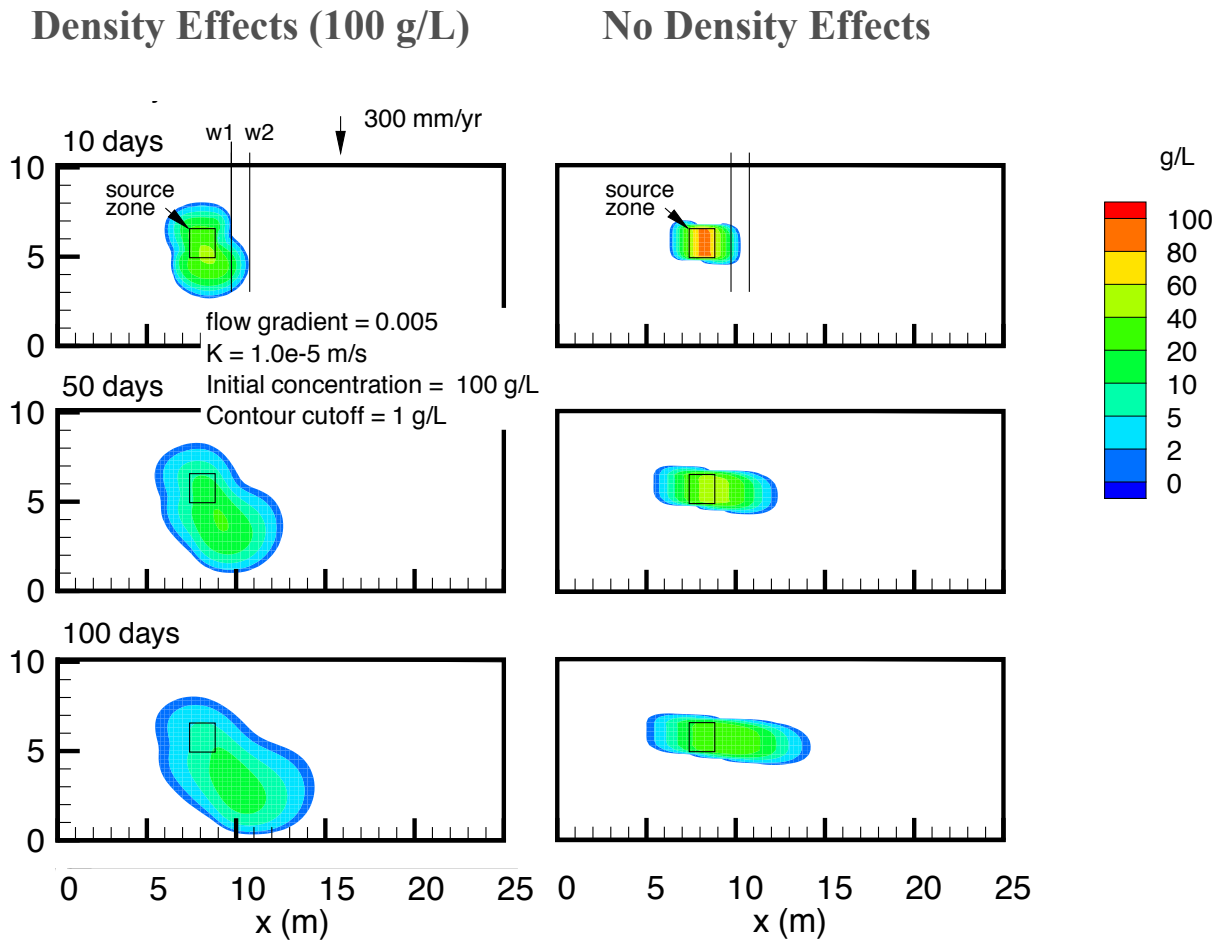 Density Effects (100 g/L)
No Density Effects
10 days
w1 w2
300 mm/yr
source
zone
10
5
0
source
zone
flow gradient = 0.005
K = 1.0e-5 m/s
Initial concentration = 100 g/L
Contour cutoff = 1 g/L
50 days
10
5
0
100 days
10
5
0
0 5 10 15 20 25
x (m)
0 5 10 15 20 25
x (m)
g/L
100
80
60
40
20
10
5
2
0